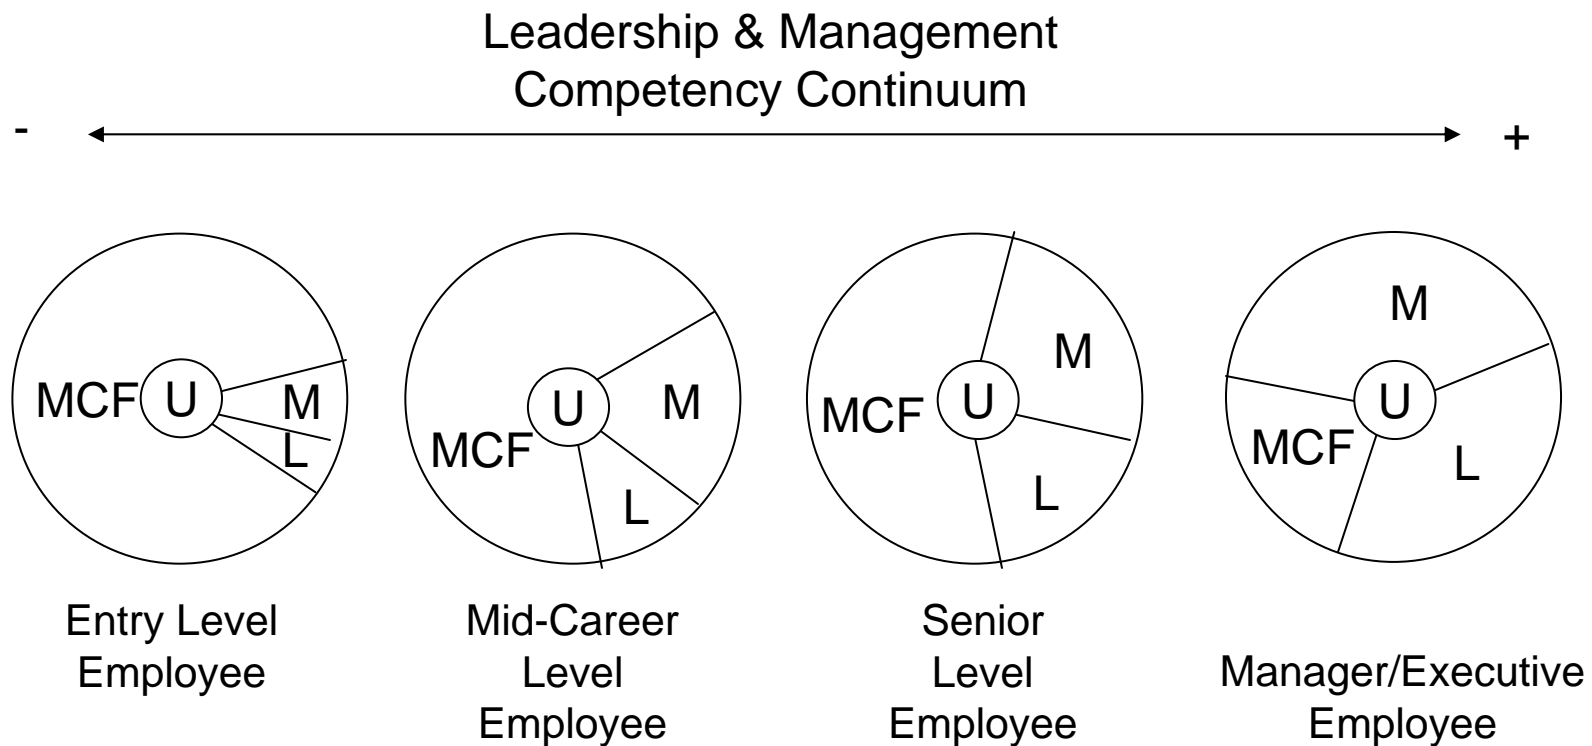 Leadership & Management
Competency Continuum
- +
MCF U M
L
MCF U M
L
MCF U M
L
M
MCF U L
Entry Level
Employee
Mid-Career
Level
Employee
Senior
Level
Employee
Manager/Executive
Employee